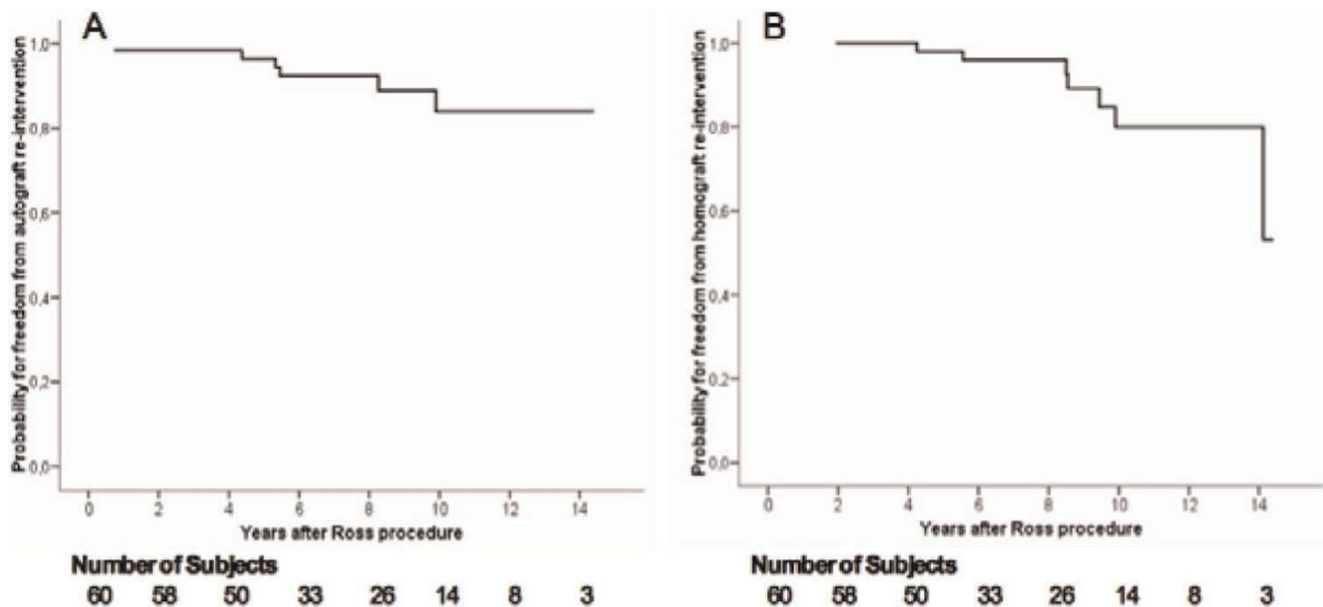 A
Probability for freedom from autograft re-intervention
1,0
0,8
0,6
0,4
0,2
0,0
0 2 4 6 8 10 12 14
Years after Ross procedure
Number of Subjects
60 58 50 33 26 14 8 3
B
Probability for freedom from homograft re-intervention
1,0
0,8
0,6
0,4
0,2
0,0
0 2 4 6 8 10 12 14
Years after Ross procedure
Number of Subjects
60 58 50 33 26 14 8 3